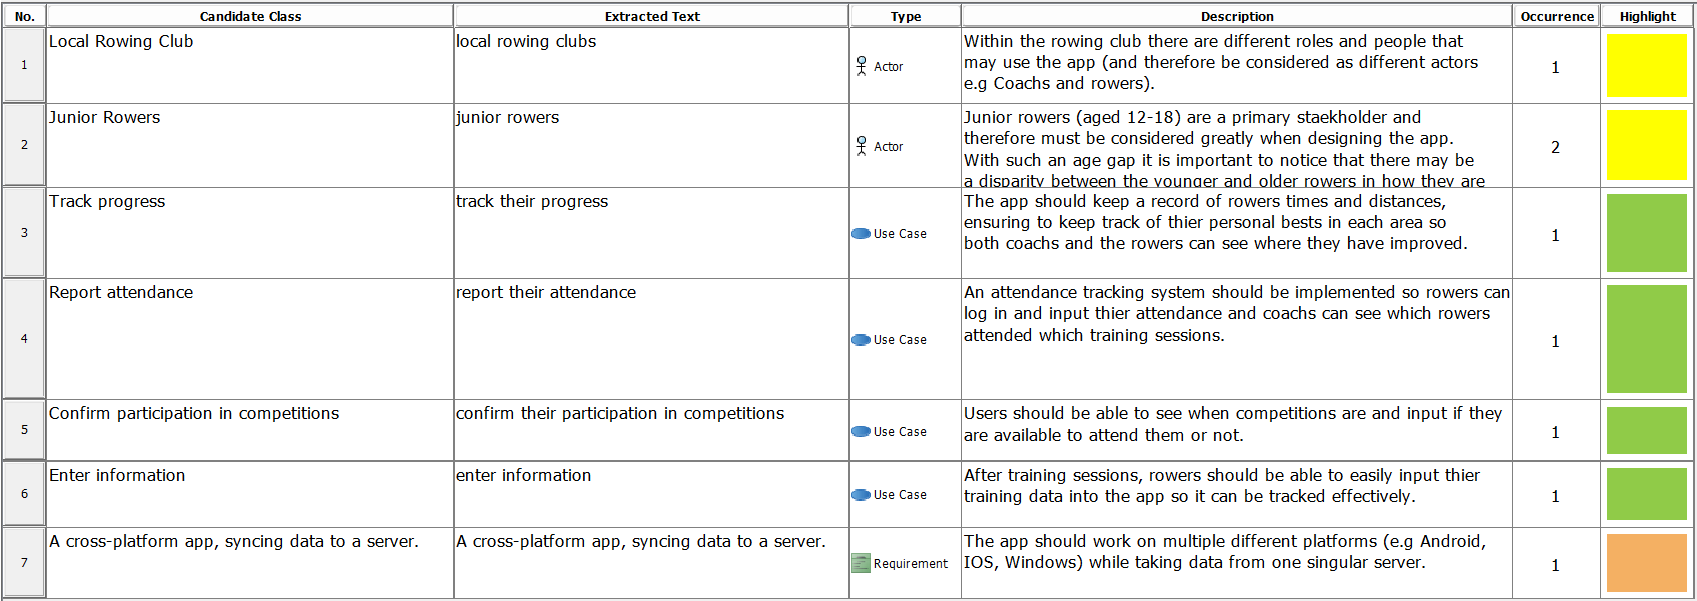 No. Candidate Class Extracted Text Type Description Occurrence Highlight
1 Local Rowing Club local rowing clubs Actor Within the rowing club there are different roles and people that
may use the app (and therefore be considered as different actors
e.g Coachs and rowers). 1
2 Junior Rowers junior rowers Actor Junior rowers (aged 12-18) are a primary staekholder and
therefore must be considered greatly when designing the app.
With such an age gap it is important to notice that there may be
a disparity between the younger and older rowers in how they are 2
3 Track progress track their progress Use Case The app should keep a record of rowers times and distances,
ensuring to keep track of thier personal bests in each area so
both coachs and the rowers can see where they have improved. 1
4 Report attendance report their attendance Use Case An attendance tracking system should be implemented so rowers can
log in and input thier attendance and coachs can see which rowers
attended which training sessions. 1
5 Confirm participation in competitions confirm their participation in competitions Use Case Users should be able to see when competitions are and input if they
are available to attend them or not. 1
6 Enter information enter information Use Case After training sessions, rowers should be able to easily input thier
training data into the app so it can be tracked effectively. 1
7 A cross-platform app, syncing data to a server. A cross-platform app, syncing data to a server. Requirement The app should work on multiple different platforms (e.g Android,
IOS, Windows) while taking data from one singular server. 1